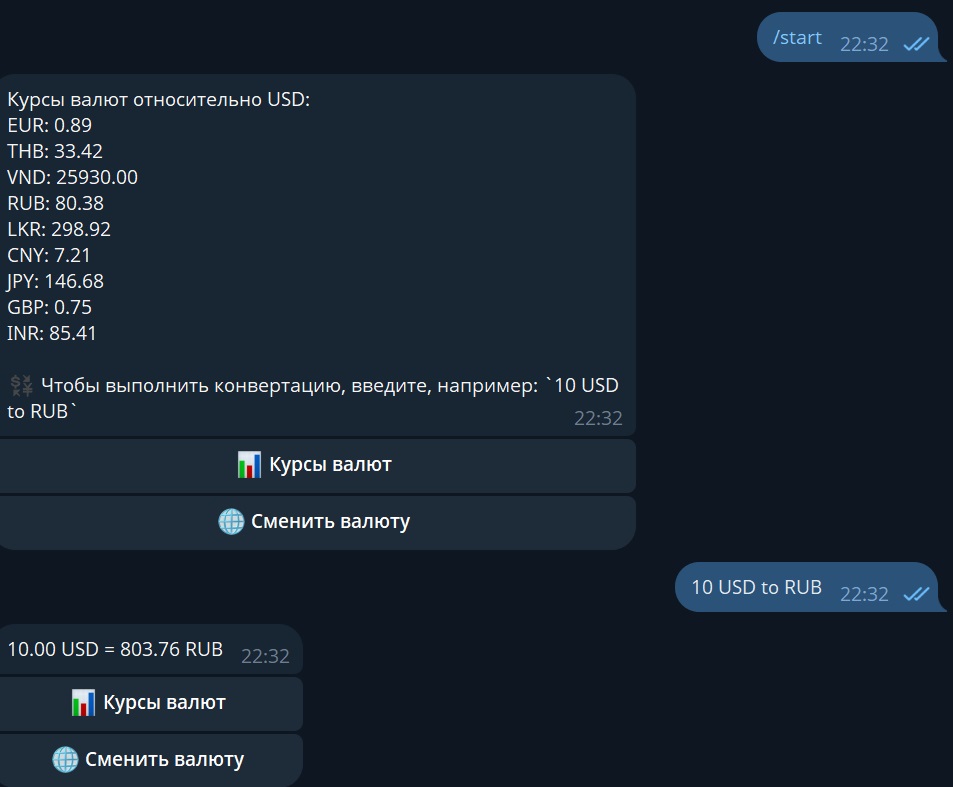 /start 22:32
Курсы валют относительно USD:
EUR: 0.89
THB: 33.42
VND: 25930.00
RUB: 80.38
LKR: 298.92
CNY: 7.21
JPY: 146.68
GBP: 0.75
INR: 85.41
💱 Чтобы выполнить конвертацию, введите, например: `10 USD
to RUB` 22:32
📊 Курсы валют
🌐 Сменить валюту
10 USD to RUB 22:32
10.00 USD = 803.76 RUB 22:32
📊 Курсы валют
🌐 Сменить валюту